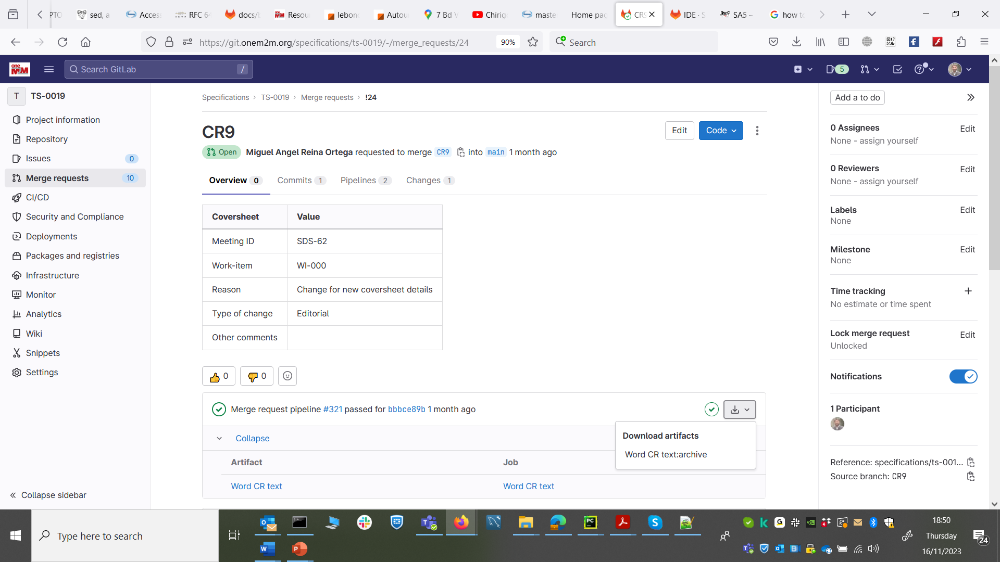 PTO
sed, a
Acces
RFC 64
docs/b
Resou
lebon
Autou
7 Bd V
Chirig
maste
Home pag
CR9
IDE · S
SA5 –
how to
https://git.onem2m.org/specifications/ts-0019/-/merge_requests/24
90%
Search
one M2M
Search GitLab
/
5
T TS-0019
Project information
Repository
Issues 0
Merge requests 10
CI/CD
Security and Compliance
Deployments
Packages and registries
Infrastructure
Monitor
Analytics
Wiki
Snippets
Settings
Collapse sidebar
Specifications › TS-0019 › Merge requests › !24
CR9
Edit
Code
Open Miguel Angel Reina Ortega requested to merge CR9 into main 1 month ago
Overview 0 Commits 1 Pipelines 2 Changes 1
Coversheet Value
Meeting ID SDS-62
Work-item WI-000
Reason Change for new coversheet details
Type of change Editorial
Other comments
0 0
Merge request pipeline #321 passed for bbbce89b 1 month ago
Download artifacts
Word CR text:archive
Collapse
Artifact Job
Word CR text Word CR text
Add a to do
0 Assignees Edit
None - assign yourself
0 Reviewers Edit
None - assign yourself
Labels Edit
None
Milestone Edit
None
Time tracking
No estimate or time spent
Lock merge request Edit
Unlocked
Notifications
1 Participant
Reference: specifications/ts-001...
Source branch: CR9
Type here to search
18:50
Thursday
16/11/2023
24